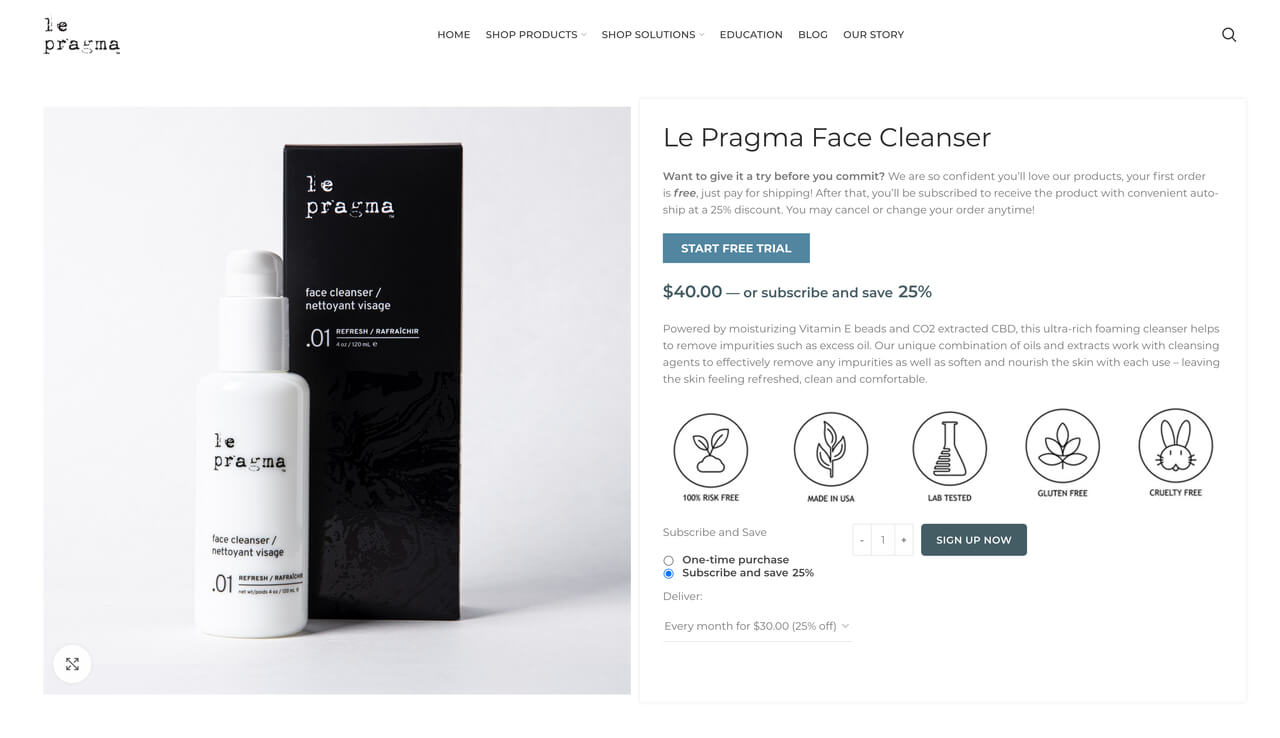 le
pragma
HOME SHOP PRODUCTS SHOP SOLUTIONS EDUCATION BLOG OUR STORY
le
pragma™
face cleanser /
nettoyant visage
.01 REFRESH / RAFRAÎCHIR
4 oz / 120 mL e
le
pragma™
face cleanser /
nettoyant visage
.01 REFRESH / RAFRAÎCHIR
net wt/poids 4 oz / 120 mL e
Le Pragma Face Cleanser
Want to give it a try before you commit? We are so confident you'll love our products, your first order
is free, just pay for shipping! After that, you'll be subscribed to receive the product with convenient auto-
ship at a 25% discount. You may cancel or change your order anytime!
START FREE TRIAL
$40.00 — or subscribe and save 25%
Powered by moisturizing Vitamin E beads and CO2 extracted CBD, this ultra-rich foaming cleanser helps
to remove impurities such as excess oil. Our unique combination of oils and extracts work with cleansing
agents to effectively remove any impurities as well as soften and nourish the skin with each use – leaving
the skin feeling refreshed, clean and comfortable.
100% RISK FREE MADE IN USA LAB TESTED GLUTEN FREE CRUELTY FREE
Subscribe and Save
- 1 + SIGN UP NOW
One-time purchase
Subscribe and save 25%
Deliver:
Every month for $30.00 (25% off)